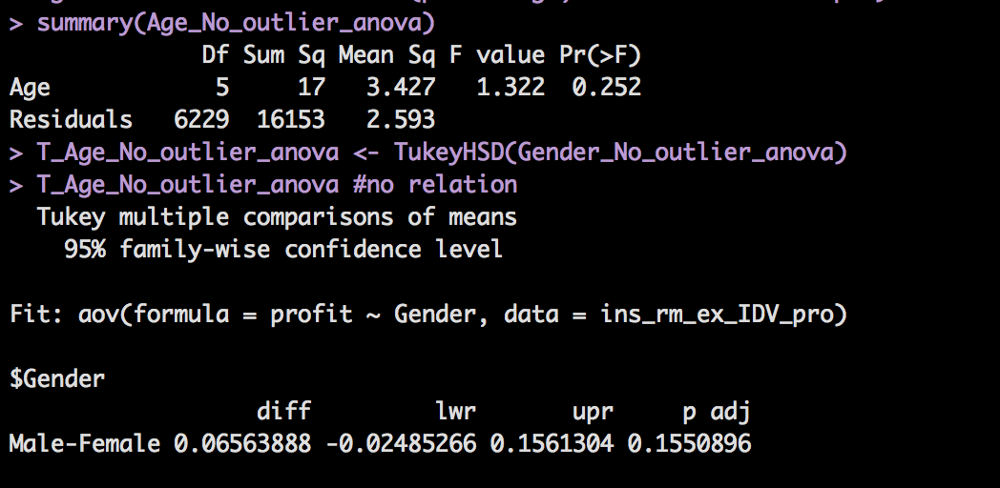 > summary(Age_No_outlier_anova)
Df Sum Sq Mean Sq F value Pr(>F)
Age 5 17 3.427 1.322 0.252
Residuals 6229 16153 2.593
> T_Age_No_outlier_anova <- TukeyHSD(Gender_No_outlier_anova)
> T_Age_No_outlier_anova #no relation
Tukey multiple comparisons of means
95% family-wise confidence level
Fit: aov(formula = profit ~ Gender, data = ins_rm_ex_IDV_pro)
$Gender
diff lwr upr p adj
Male-Female 0.06563888 -0.02485266 0.1561304 0.1550896